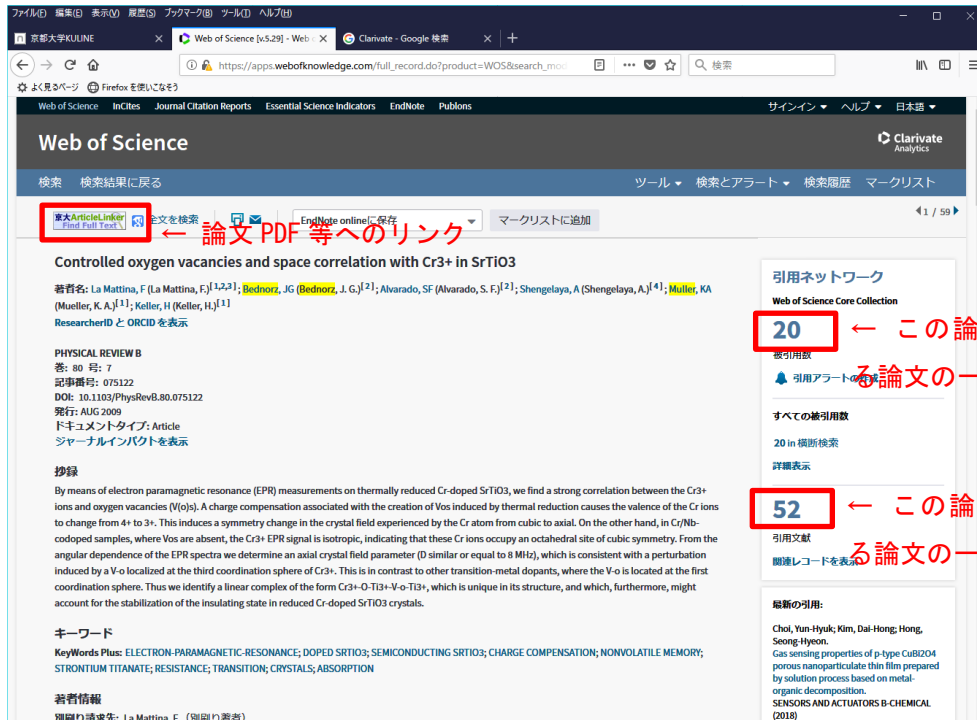 ファイル(F) 編集(E) 表示(V) 履歴(S) ブックマーク(B) ツール(T) ヘルプ(H)
京都大学KULINE × Web of Science [v.5.29] - Web × Clarivate - Google 検索 × +
https://apps.webofknowledge.com/full_record.do?product=WOS&search_mo 検索
よく見るページ Firefox を使いこなそう
Web of Science InCites Journal Citation Reports Essential Science Indicators EndNote Publons サインイン ヘルプ 日本語
Web of Science
Clarivate
Analytics
検索 検索結果に戻る ツール 検索とアラート 検索履歴 マークリスト
京大ArticleLinker
Find Full Text
全文を検索 EndNote onlineに保存 マークリストに追加 1 / 59
← 論文 PDF 等へのリンク
Controlled oxygen vacancies and space correlation with Cr3+ in SrTiO3
著者名: La Mattina, F (La Mattina, F.)[1,2,3]; Bednorz, JG (Bednorz, J. G.)[2]; Alvarado, SF (Alvarado, S. F.)[2]; Shengelaya, A (Shengelaya, A.)[4]; Muller, KA
(Mueller, K. A.)[1]; Keller, H (Keller, H.)[1]
ResearcherID と ORCID を表示
PHYSICAL REVIEW B
巻: 80 号: 7
記事番号: 075122
DOI: 10.1103/PhysRevB.80.075122
発行: AUG 2009
ドキュメントタイプ: Article
ジャーナルインパクトを表示
抄録
By means of electron paramagnetic resonance (EPR) measurements on thermally reduced Cr-doped SrTiO3, we find a strong correlation between the Cr3+
ions and oxygen vacancies (V(o)s). A charge compensation associated with the creation of Vos induced by thermal reduction causes the valence of the Cr ions
to change from 4+ to 3+. This induces a symmetry change in the crystal field experienced by the Cr atom from cubic to axial. On the other hand, in Cr/Nb-
codoped samples, where Vos are absent, the Cr3+ EPR signal is isotropic, indicating that these Cr ions occupy an octahedral site of cubic symmetry. From the
angular dependence of the EPR spectra we determine an axial crystal field parameter (D similar or equal to 8 MHz), which is consistent with a perturbation
induced by a V-o localized at the third coordination sphere of Cr3+. This is in contrast to other transition-metal dopants, where the V-o is located at the first
coordination sphere. Thus we identify a linear complex of the form Cr3+-O-Ti3+-V-o-Ti3+, which is unique in its structure, and which, furthermore, might
account for the stabilization of the insulating state in reduced Cr-doped SrTiO3 crystals.
キーワード
KeyWords Plus: ELECTRON-PARAMAGNETIC-RESONANCE; DOPED SRTIO3; SEMICONDUCTING SRTIO3; CHARGE COMPENSATION; NONVOLATILE MEMORY;
STRONTIUM TITANATE; RESISTANCE; TRANSITION; CRYSTALS; ABSORPTION
著者情報
別刷り請求先: La Mattina, F (別刷り著者)
引用ネットワーク
Web of Science Core Collection
20
← この論
被引用数
引用アラートの作成
る論文の一
すべての被引用数
20 in 横断検索
詳細表示
52
← この論
引用文献
関連レコードを表示
る論文の一
最新の引用:
Choi, Yun-Hyuk; Kim, Dai-Hong; Hong,
Seong-Hyeon.
Gas sensing properties of p-type CuBi2O4
porous nanoparticulate thin film prepared
by solution process based on metal-
organic decomposition.
SENSORS AND ACTUATORS B-CHEMICAL
(2018)